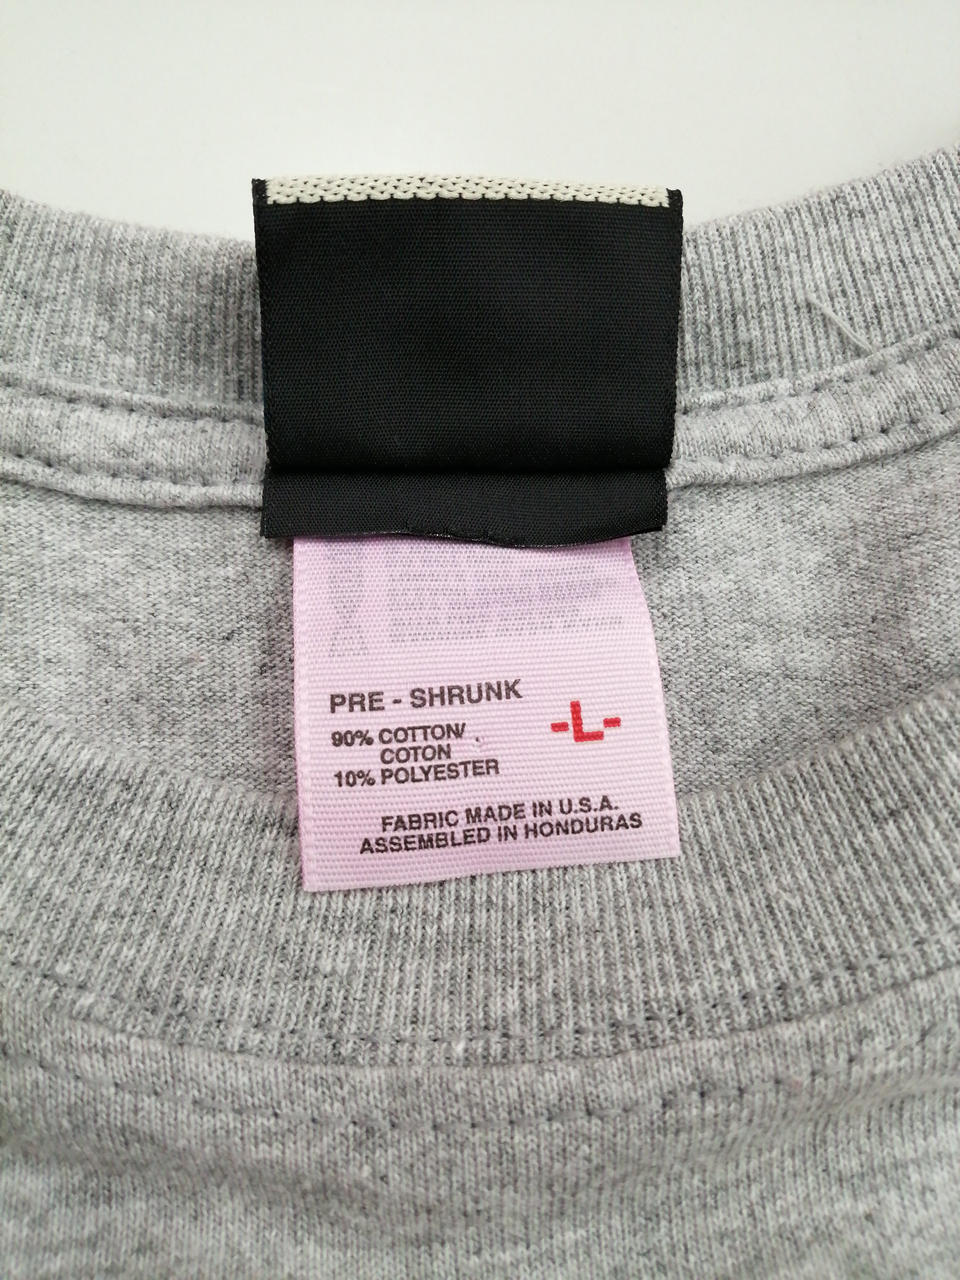 PRE - SHRUNK
-L-
90% COTTON/
COTON
10% POLYESTER
FABRIC MADE IN U.S.A.
ASSEMBLED IN HONDURAS